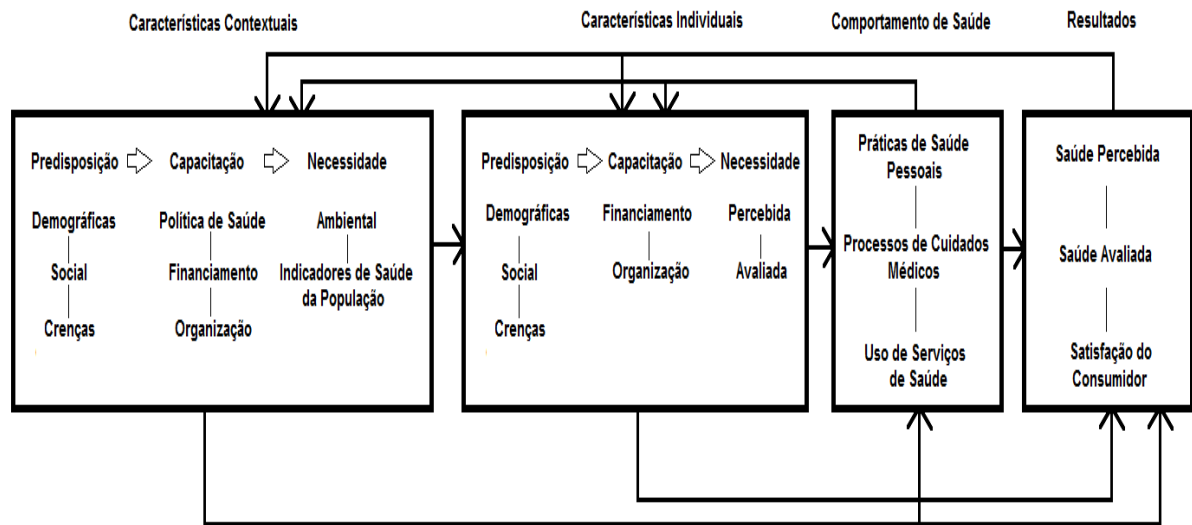 Características Contextuais
Características Individuais
Comportamento de Saúde
Resultados
Predisposição
Capacitação
Necessidade
Demográficas
Política de Saúde
Ambiental
Social
Financiamento
Indicadores de Saúde
da População
Crenças
Organização
Predisposição
Capacitação
Necessidade
Demográficas
Financiamento
Percebida
Social
Organização
Avaliada
Crenças
Práticas de Saúde
Pessoais
Processos de Cuidados
Médicos
Uso de Serviços
de Saúde
Saúde Percebida
Saúde Avaliada
Satisfação do
Consumidor